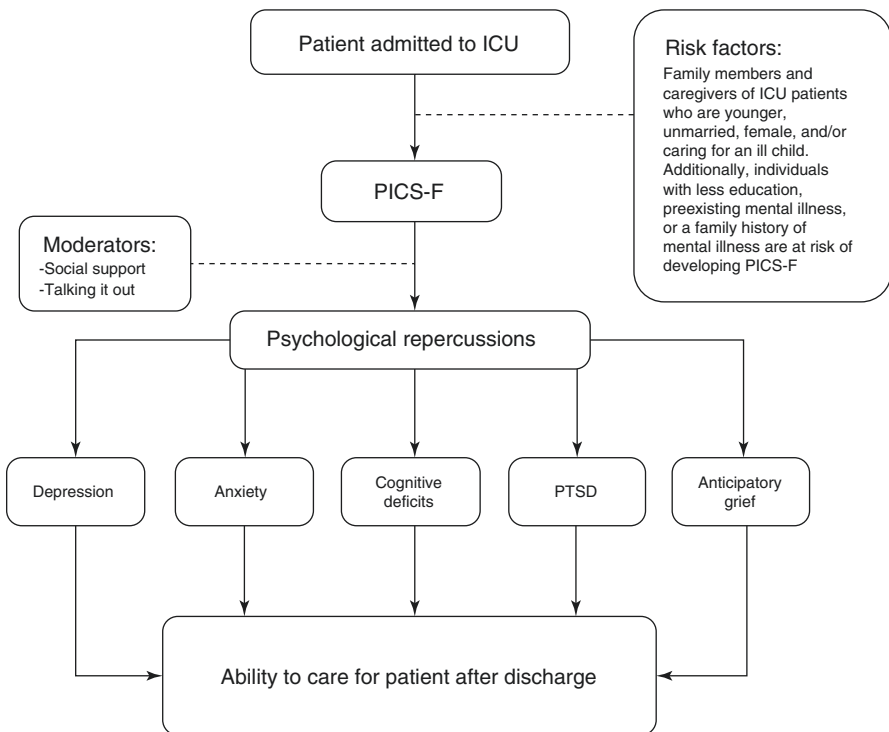 Patient admitted to ICU
Risk factors:
Family members and
caregivers of ICU patients
who are younger,
unmarried, female, and/or
caring for an ill child.
Additionally, individuals
with less education,
preexisting mental illness,
or a family history of
mental illness are at risk of
developing PICS-F
PICS-F
Moderators:
-Social support
-Talking it out
Psychological repercussions
Depression
Anxiety
Cognitive
deficits
PTSD
Anticipatory
grief
Ability to care for patient after discharge